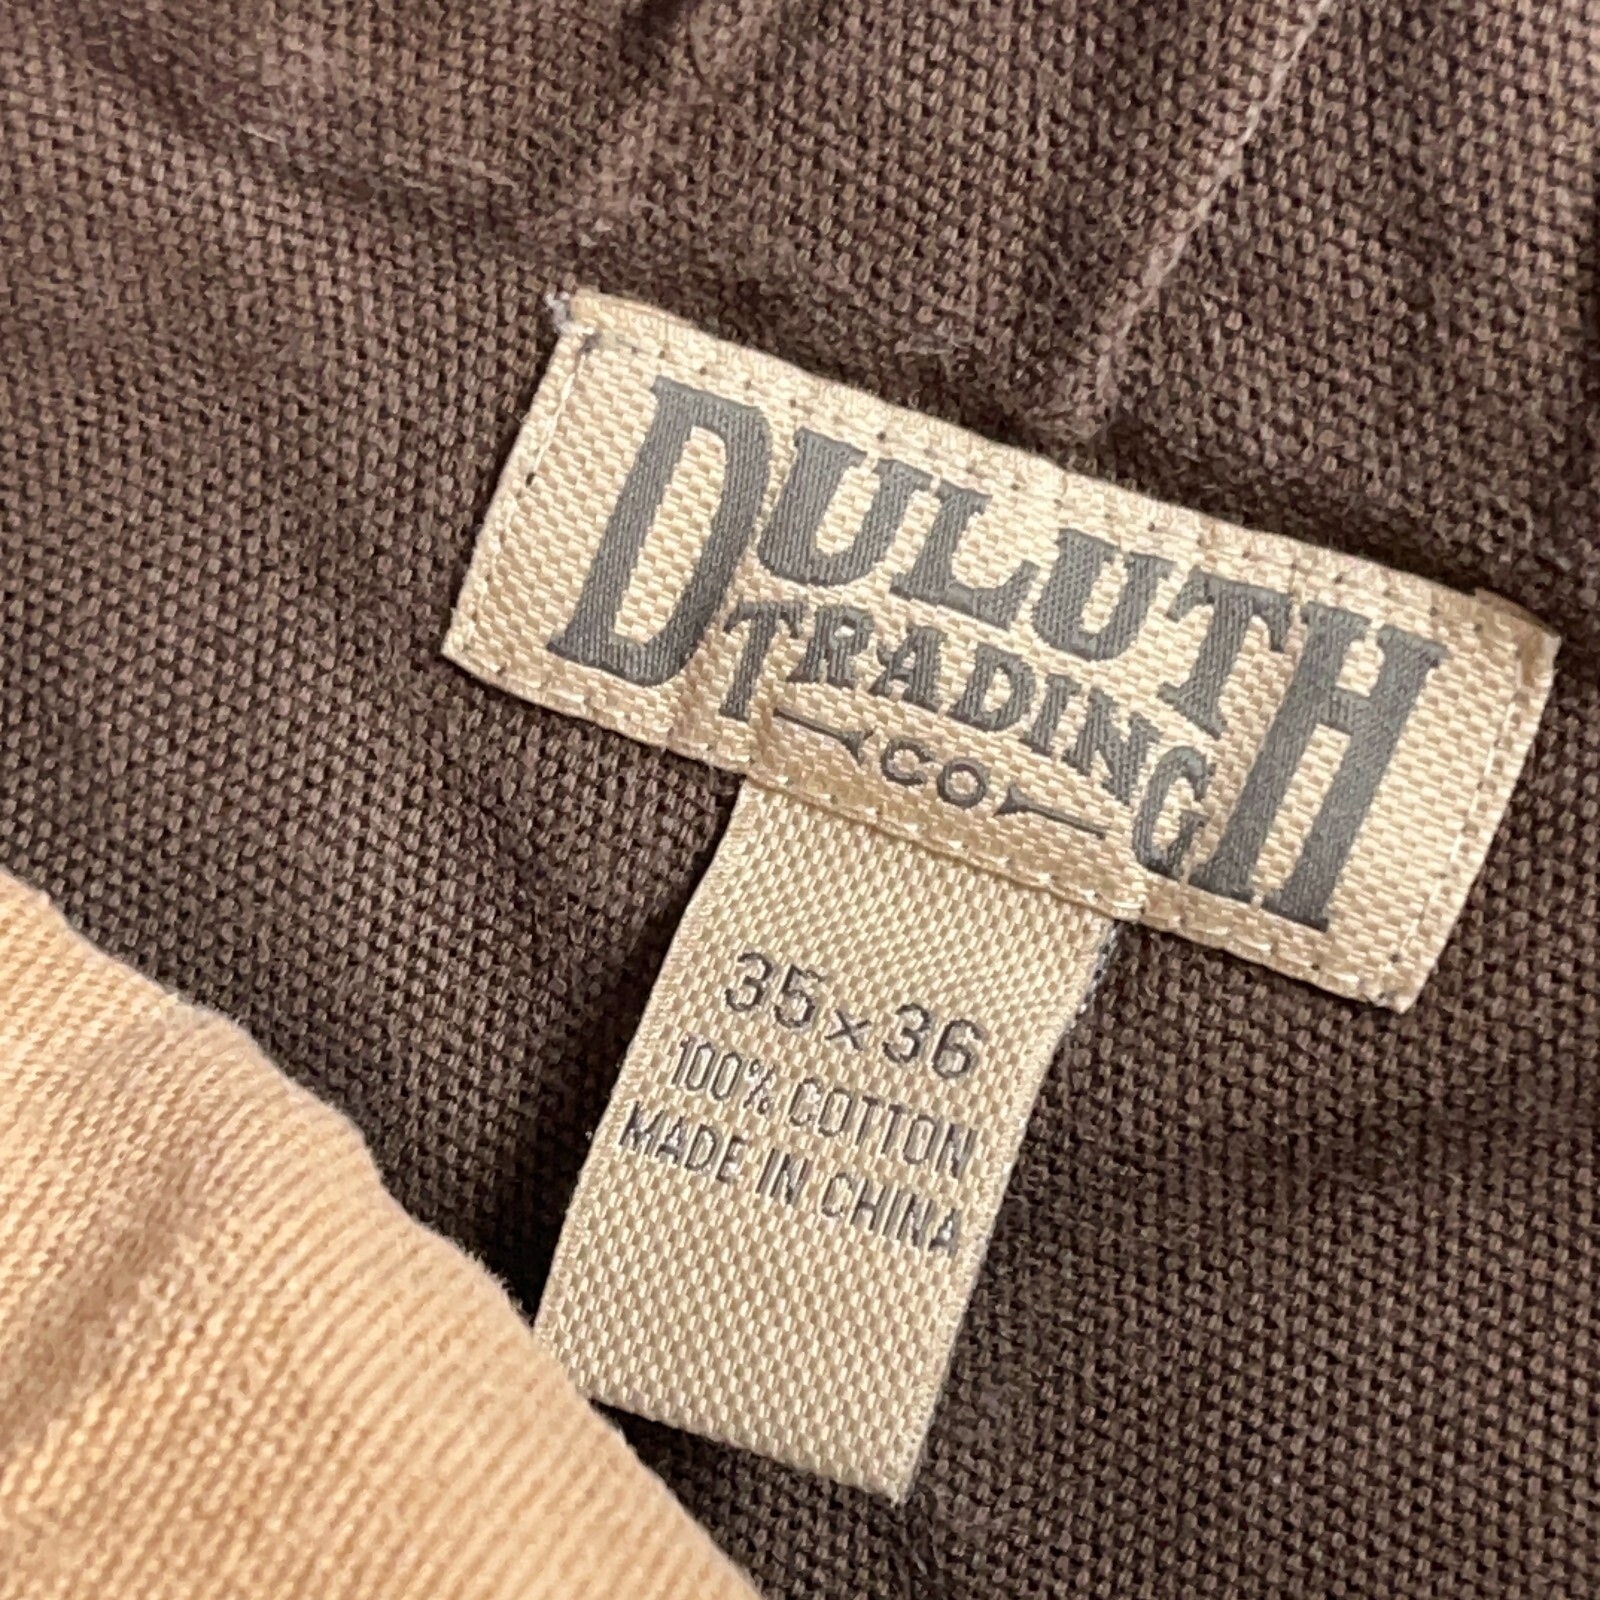 DULUTH
TRADING
CO
35 x 36
100% COTTON
MADE IN CHINA